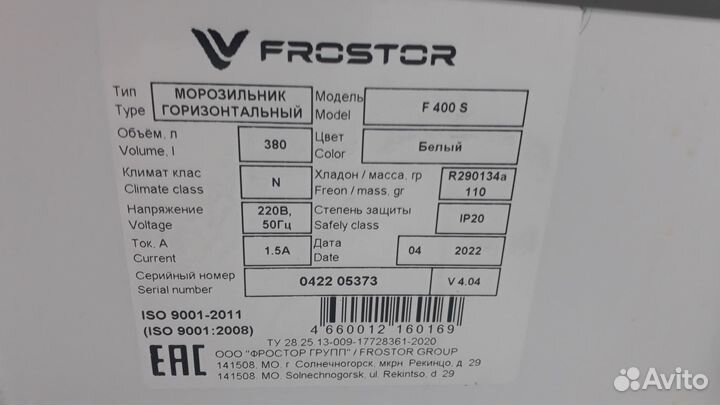 FROSTOR
Тип
Type
МОРОЗИЛЬНИК
ГОРИЗОНТАЛЬНЫЙ
Модель
Model
F 400 S
Объём, л
Volume, l
380
Цвет
Color
Белый
Климат клас
Climate class
N
Хладон / масса, гр
Freon / mass, gr
R290134a
110
Напряжение
Voltage
220В,
50Гц
Степень защиты
Safely class
IP20
Ток. А
Current
1.5A
Дата
Date
04 2022
Серийный номер
Serial number
0422 05373
V 4.04
ISO 9001-2011
(ISO 9001:2008)
4 660012 160169
ТУ 28 25 13-009-17728361-2020
EAC
ООО "ФРОСТОР ГРУПП" / FROSTOR GROUP
141508, МО. г Солнечногорск, мкрн. Рекинцо, д. 29
141508, MO. Solnechnogorsk, ul. Rekintso, d. 29
Avito